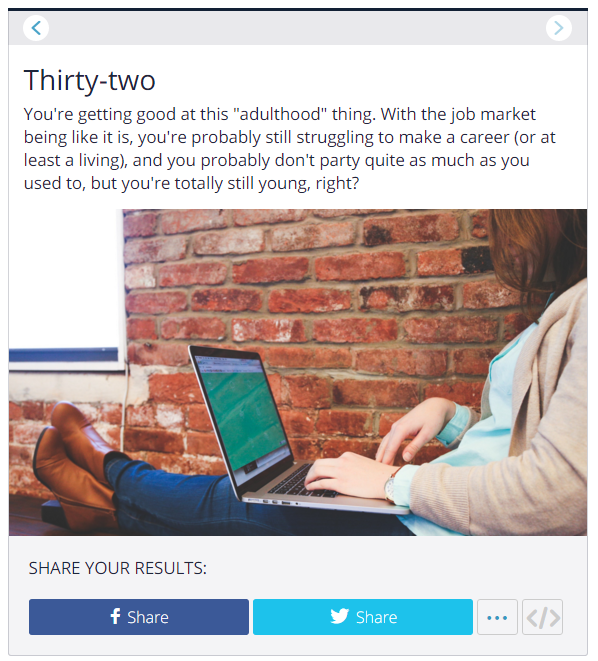 Thirty-two
You're getting good at this "adulthood" thing. With the job market
being like it is, you're probably still struggling to make a career (or at
least a living), and you probably don't party quite as much as you
used to, but you're totally still young, right?
SHARE YOUR RESULTS:
Share Share